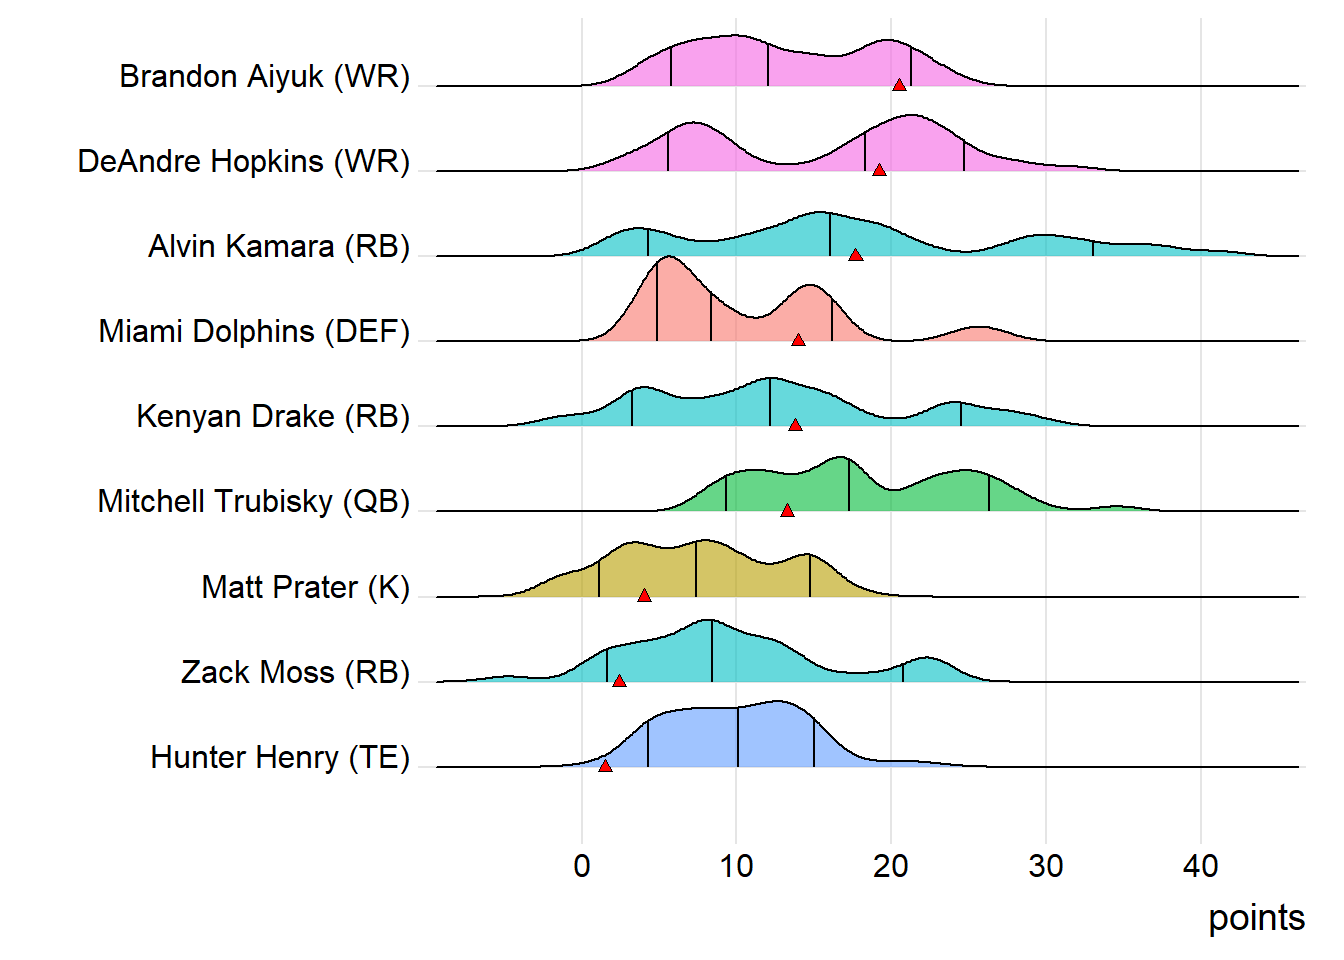 Brandon Aiyuk (WR)
DeAndre Hopkins (WR)
Alvin Kamara (RB)
Miami Dolphins (DEF)
Kenyan Drake (RB)
Mitchell Trubisky (QB)
Matt Prater (K)
Zack Moss (RB)
Hunter Henry (TE)
0 10 20 30 40
points